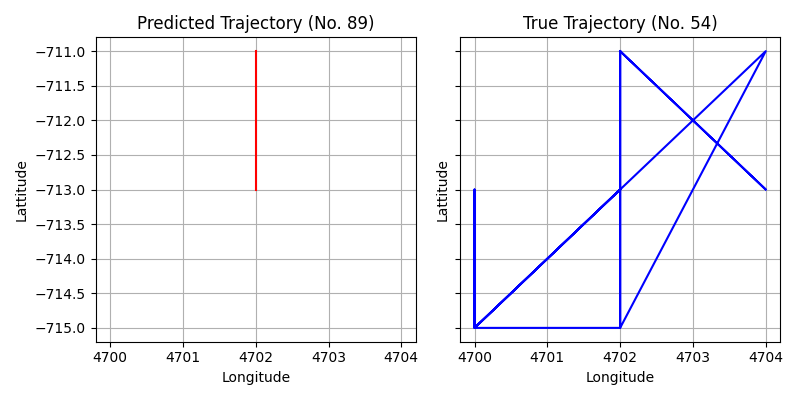 Predicted Trajectory (No. 89)
−711.0
−711.5
−712.0
−712.5
−713.0
−713.5
−714.0
−714.5
−715.0
Lattitude
4700 4701 4702 4703 4704
Longitude
True Trajectory (No. 54)
Lattitude
4700 4701 4702 4703 4704
Longitude